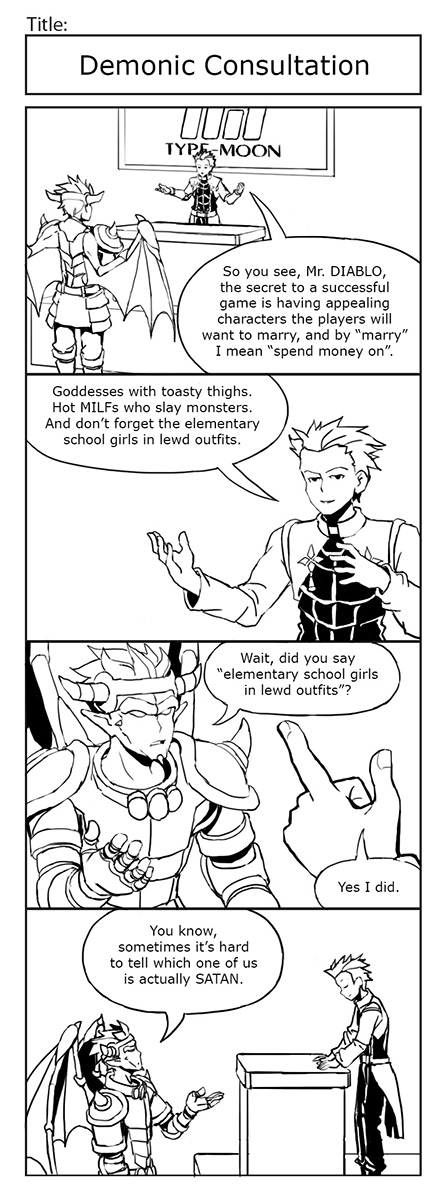 Title:
Demonic Consultation
TYPE-MOON
So you see, Mr. DIABLO,
the secret to a successful
game is having appealing
characters the players will
want to marry, and by “marry”
I mean “spend money on”.
Goddesses with toasty thighs.
Hot MILFs who slay monsters.
And don’t forget the elementary
school girls in lewd outfits.
Wait, did you say
“elementary school girls
in lewd outfits”?
Yes I did.
You know,
sometimes it’s hard
to tell which one of us
is actually SATAN.